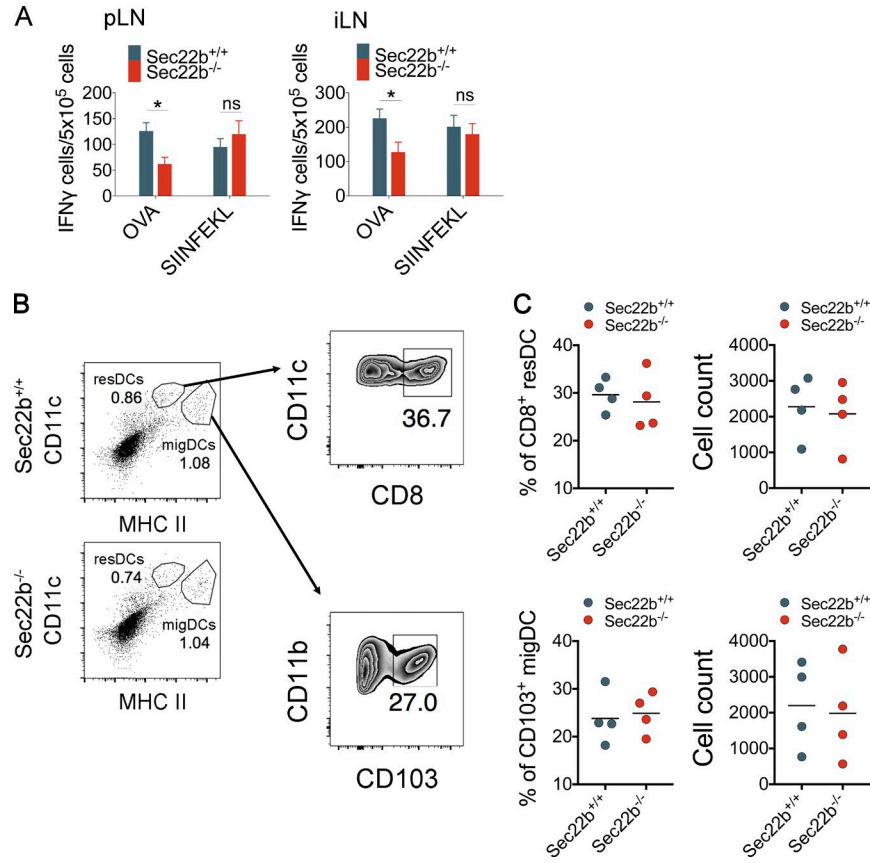 A
pLN
Sec22b+/+
Sec22b-/-
IFNγ cells/5x10⁵ cells
200
150
100
50
0
*
ns
OVA
SIINFEKL
iLN
Sec22b+/+
Sec22b-/-
IFNγ cells/5x10⁵ cells
300
200
100
0
*
ns
OVA
SIINFEKL
B
Sec22b+/+
CD11c
resDCs
0.86
migDCs
1.08
MHC II
Sec22b-/-
CD11c
resDCs
0.74
migDCs
1.04
MHC II
CD11c
36.7
CD8
CD11b
27.0
CD103
C
Sec22b+/+
Sec22b-/-
% of CD8+ resDC
40
30
20
10
Sec22b+/+
Sec22b-/-
Sec22b+/+
Sec22b-/-
Cell count
4000
3000
2000
1000
0
Sec22b+/+
Sec22b-/-
Sec22b+/+
Sec22b-/-
% of CD103+ migDC
40
30
20
10
Sec22b+/+
Sec22b-/-
Sec22b+/+
Sec22b-/-
Cell count
4000
3000
2000
1000
0
Sec22b+/+
Sec22b-/-